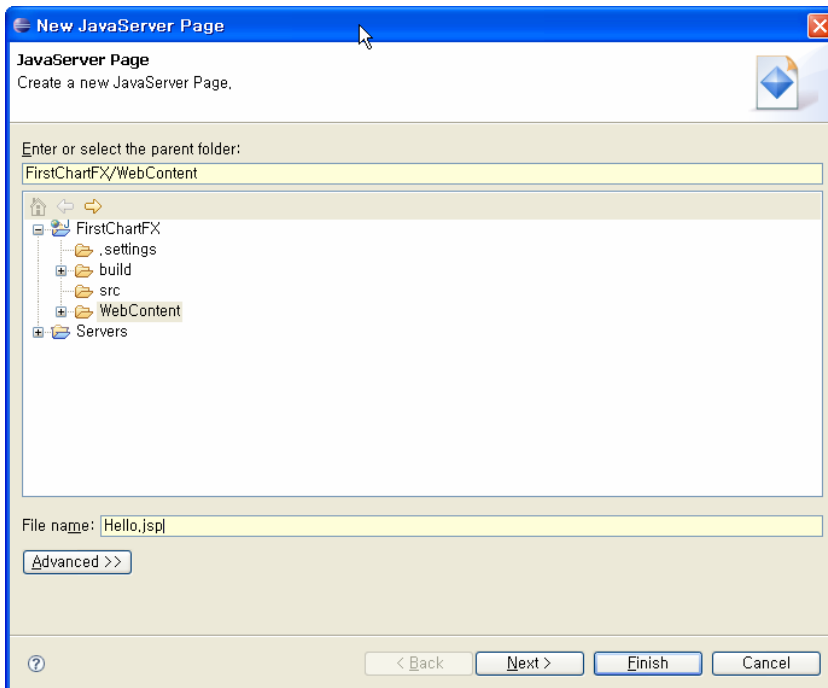 New JavaServer Page
JavaServer Page
Create a new JavaServer Page.
Enter or select the parent folder:
FirstChartFX/WebContent
FirstChartFX
.settings
build
src
WebContent
Servers
File name: Hello.jsp
Advanced >>
< Back Next > Finish Cancel